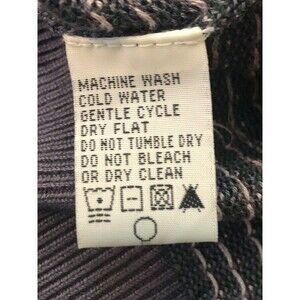 MACHINE WASH
COLD WATER
GENTLE CYCLE
DRY FLAT
DO NOT TUMBLE DRY
DO NOT BLEACH
OR DRY CLEAN